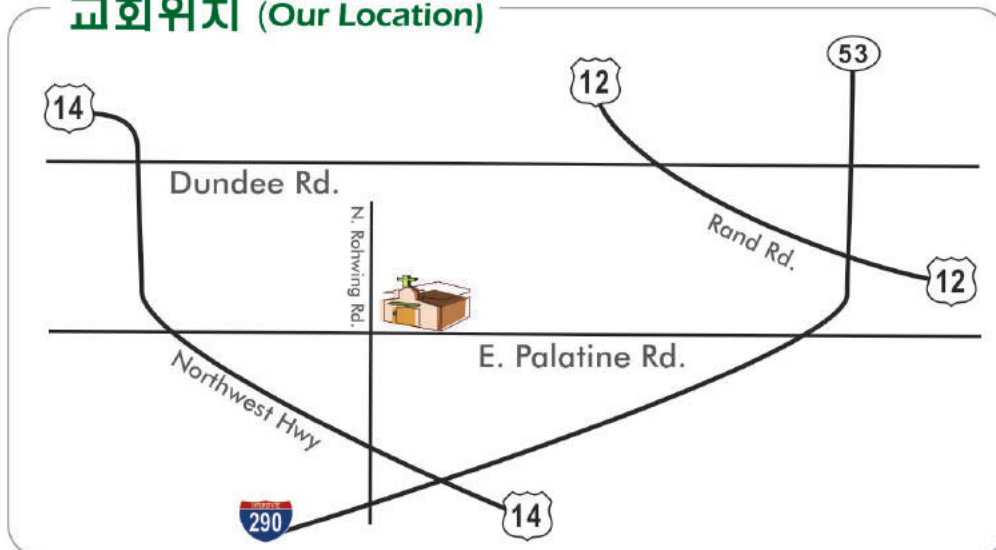 교회위치 (Our Location)
53
12
14
Dundee Rd.
N. Rohwing Rd.
Rand Rd.
12
E. Palatine Rd.
Northwest Hwy
290
14